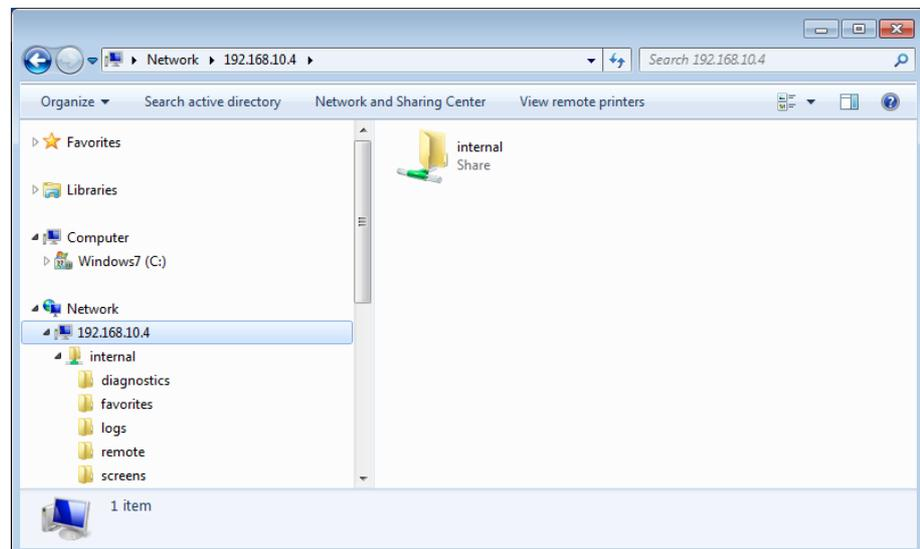 Network ▸ 192.168.10.4 ▸
Search 192.168.10.4
Organize Search active directory Network and Sharing Center View remote printers
Favorites
Libraries
Computer
Windows7 (C:)
Network
192.168.10.4
internal
diagnostics
favorites
logs
remote
screens
internal
Share
1 item